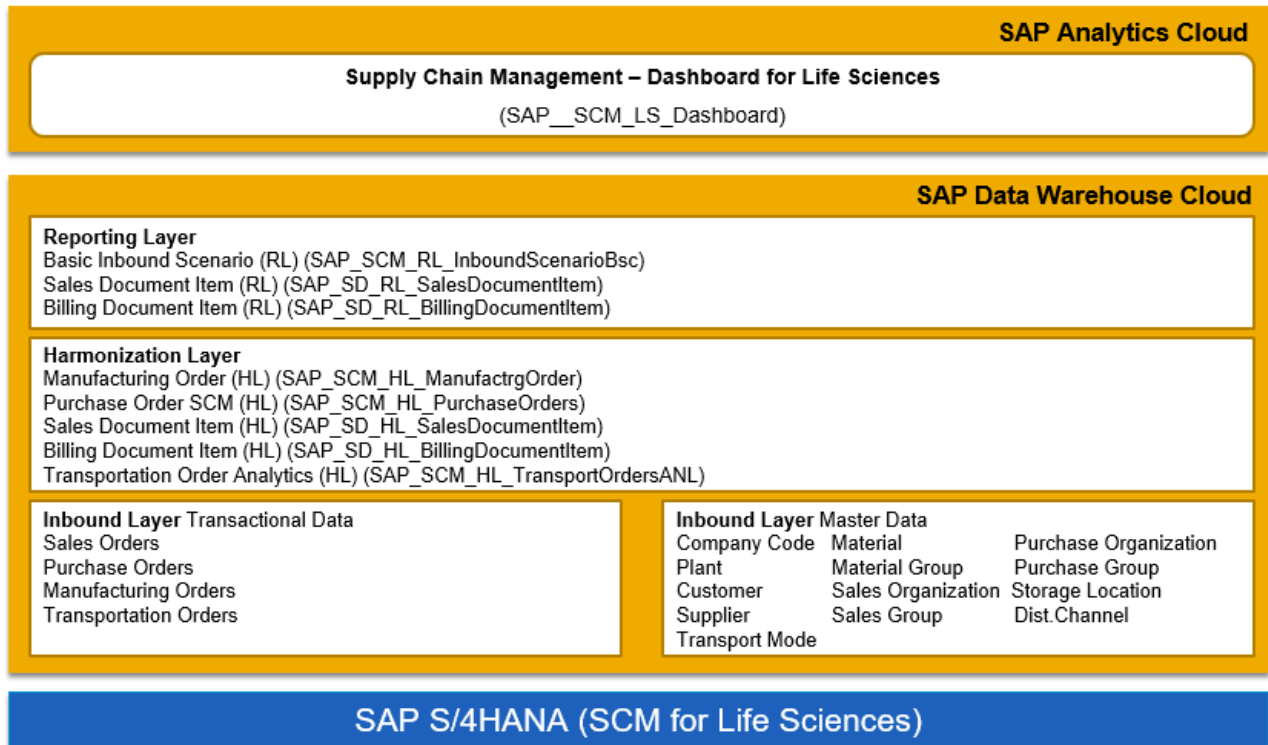 SAP Analytics Cloud
Supply Chain Management – Dashboard for Life Sciences
(SAP__SCM_LS_Dashboard)
SAP Data Warehouse Cloud
Reporting Layer
Basic Inbound Scenario (RL) (SAP_SCM_RL_InboundScenarioBsc)
Sales Document Item (RL) (SAP_SD_RL_SalesDocumentItem)
Billing Document Item (RL) (SAP_SD_RL_BillingDocumentItem)
Harmonization Layer
Manufacturing Order (HL) (SAP_SCM_HL_ManufactrgOrder)
Purchase Order SCM (HL) (SAP_SCM_HL_PurchaseOrders)
Sales Document Item (HL) (SAP_SD_HL_SalesDocumentItem)
Billing Document Item (HL) (SAP_SD_HL_BillingDocumentItem)
Transportation Order Analytics (HL) (SAP_SCM_HL_TransportOrdersANL)
Inbound Layer Transactional Data
Sales Orders
Purchase Orders
Manufacturing Orders
Transportation Orders
Inbound Layer Master Data
Company Code Material Purchase Organization
Plant Material Group Purchase Group
Customer Sales Organization Storage Location
Supplier Sales Group Dist.Channel
Transport Mode
SAP S/4HANA (SCM for Life Sciences)